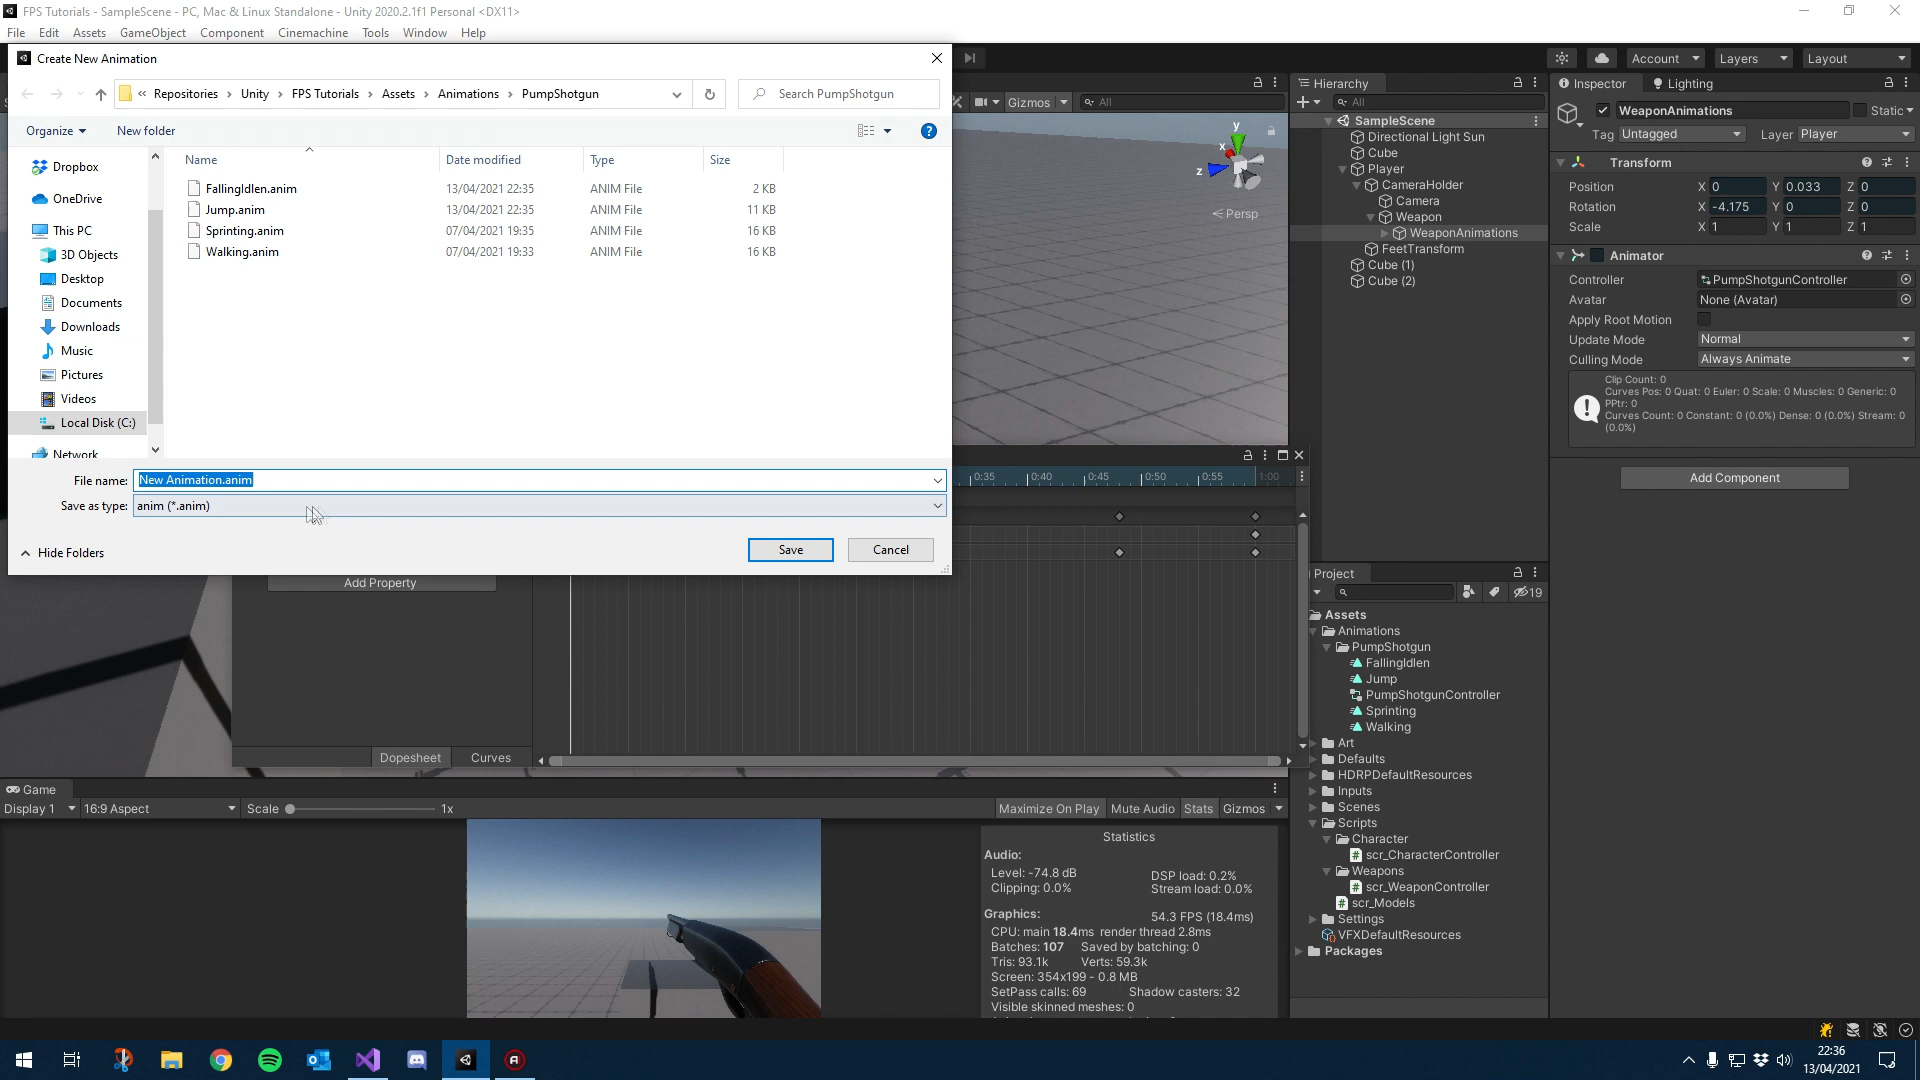 FPS Tutorials - SampleScene - PC, Mac & Linux Standalone - Unity 2020.2.1f1 Personal <DX11>
File Edit Assets GameObject Component Cinemachine Tools Window Help
Create New Animation
« Repositories › Unity › FPS Tutorials › Assets › Animations › PumpShotgun
Search PumpShotgun
Organize New folder
Name Date modified Type Size
FallingIdlen.anim 13/04/2021 22:35 ANIM File 2 KB
Jump.anim 13/04/2021 22:35 ANIM File 11 KB
Sprinting.anim 07/04/2021 19:35 ANIM File 16 KB
Walking.anim 07/04/2021 19:33 ANIM File 16 KB
Dropbox
OneDrive
This PC
3D Objects
Desktop
Documents
Downloads
Music
Pictures
Videos
Local Disk (C:)
Network
File name: New Animation.anim
Save as type: anim (*.anim)
Hide Folders
Save Cancel
Account Layers Layout
Gizmos All
y
x
z
Persp
0:35 0:40 0:45 0:50 0:55 1:00
Add Property
Dopesheet Curves
Hierarchy
All
SampleScene
Directional Light Sun
Cube
Player
CameraHolder
Camera
Weapon
WeaponAnimations
FeetTransform
Cube (1)
Cube (2)
Project
19
Assets
Animations
PumpShotgun
FallingIdlen
Jump
PumpShotgunController
Sprinting
Walking
Art
Defaults
HDRPDefaultResources
Inputs
Scenes
Scripts
Character
scr_CharacterController
Weapons
scr_WeaponController
scr_Models
Settings
VFXDefaultResources
Packages
Inspector Lighting
WeaponAnimations Static
Tag Untagged Layer Player
Transform
Position X 0 Y 0.033 Z 0
Rotation X -4.175 Y 0 Z 0
Scale X 1 Y 1 Z 1
Animator
Controller PumpShotgunController
Avatar None (Avatar)
Apply Root Motion
Update Mode Normal
Culling Mode Always Animate
Clip Count: 0
Curves Pos: 0 Quat: 0 Euler: 0 Scale: 0 Muscles: 0 Generic: 0
PPtr: 0
Curves Count: 0 Constant: 0 (0.0%) Dense: 0 (0.0%) Stream: 0
(0.0%)
Add Component
Game
Display 1 16:9 Aspect Scale 1x Maximize On Play Mute Audio Stats Gizmos
Statistics
Audio:
Level: -74.8 dB DSP load: 0.2%
Clipping: 0.0% Stream load: 0.0%
Graphics: 54.3 FPS (18.4ms)
CPU: main 18.4ms render thread 2.8ms
Batches: 107 Saved by batching: 0
Tris: 93.1k Verts: 59.3k
Screen: 354x199 - 0.8 MB
SetPass calls: 69 Shadow casters: 32
Visible skinned meshes: 0
22:36
13/04/2021